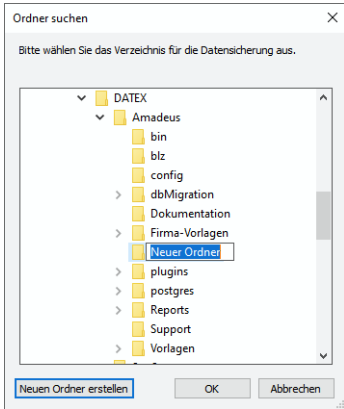 Ordner suchen
Bitte wählen Sie das Verzeichnis für die Datensicherung aus.
DATEX
Amadeus
bin
blz
config
dbMigration
Dokumentation
Firma-Vorlagen
Neuer Ordner
plugins
postgres
Reports
Support
Vorlagen
Neuen Ordner erstellen
OK
Abbrechen